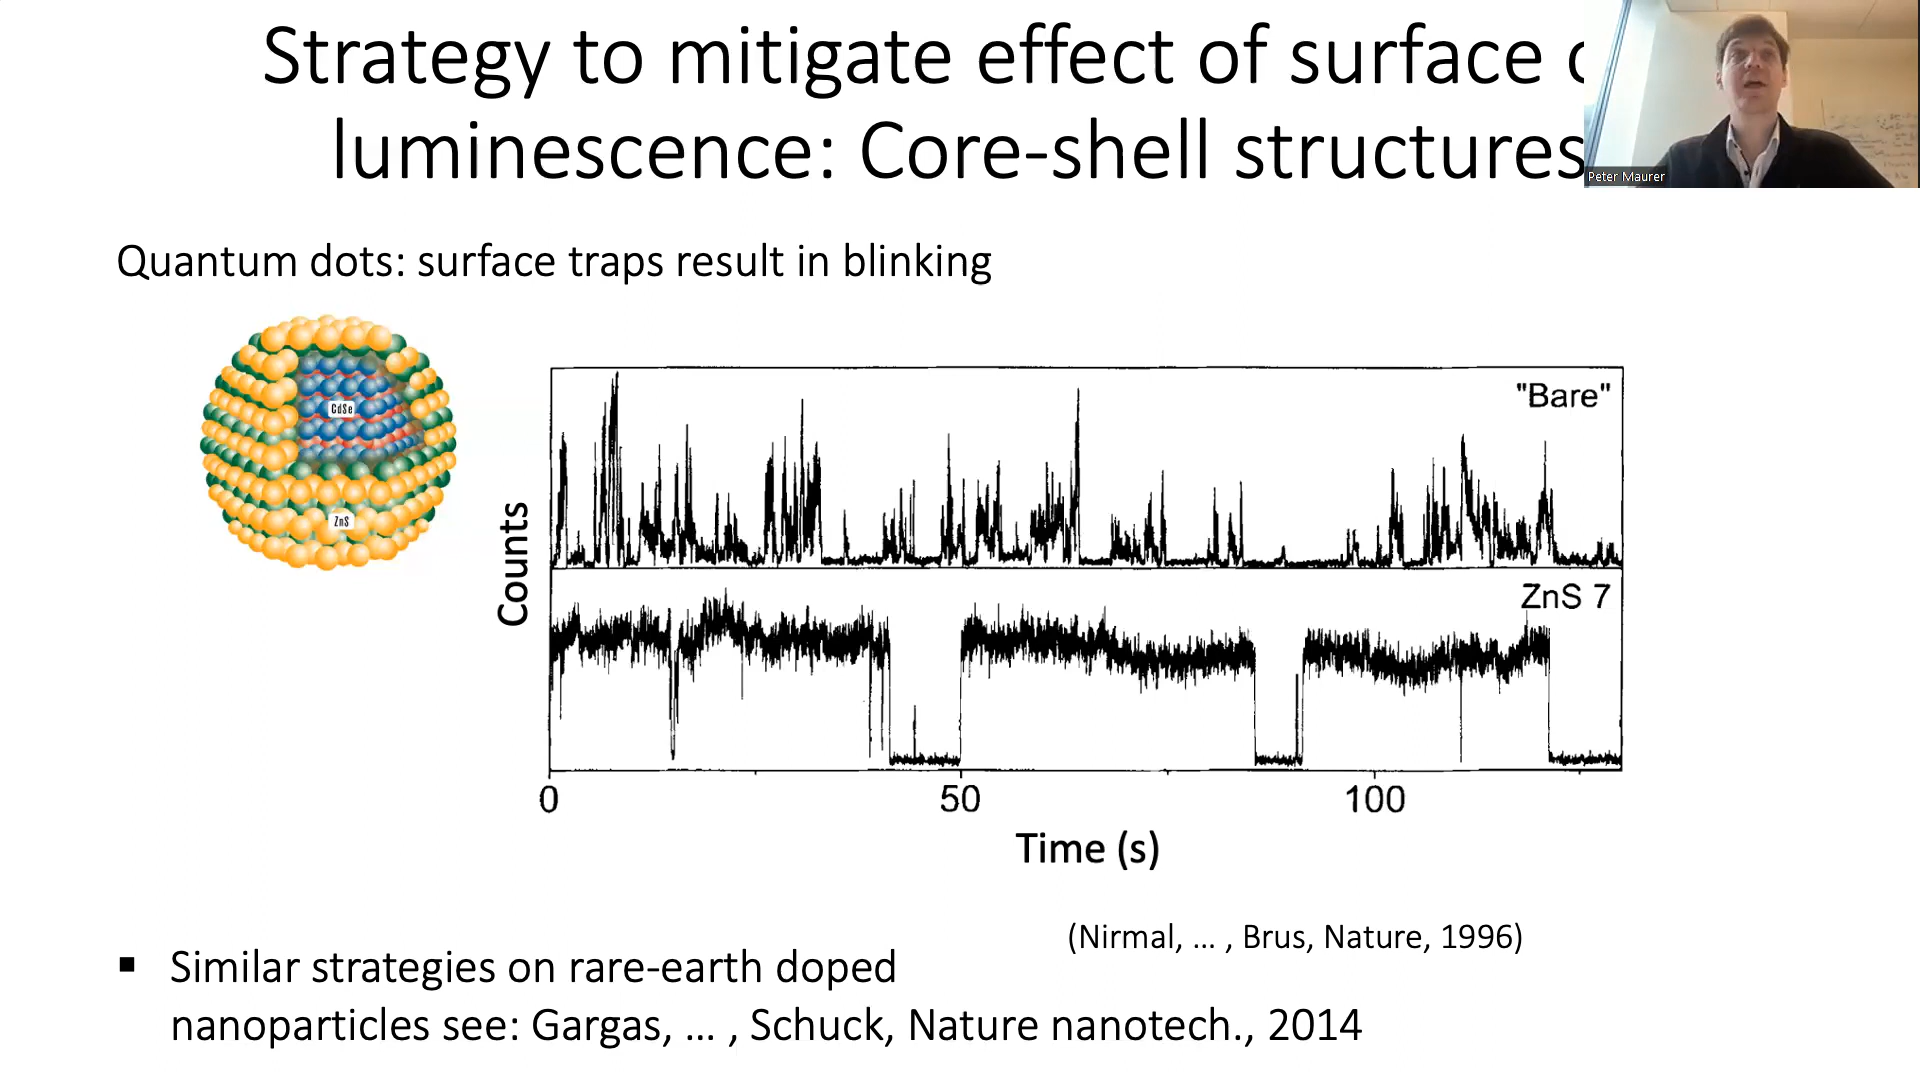 Strategy to mitigate effect of surface
luminescence: Core-shell structures
Peter Maurer
Quantum dots: surface traps result in blinking
CdSe
ZnS
"Bare"
ZnS 7
Counts
0 50 100
Time (s)
(Nirmal, ... , Brus, Nature, 1996)
▪ Similar strategies on rare-earth doped
nanoparticles see: Gargas, ... , Schuck, Nature nanotech., 2014